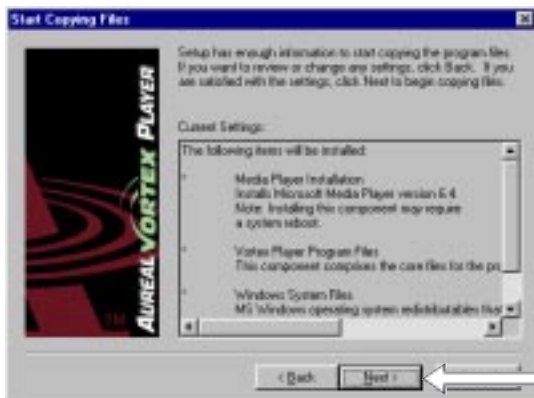 Start Copying Files
AUREAL VORTEX PLAYER
TM
Setup has enough information to start copying the program files.
If you want to review or change any settings, click Back. If you
are satisfied with the settings, click Next to begin copying files.
Current Settings:
The following items will be installed:
* Media Player Installation
Installs Microsoft Media Player version 6.4
Note: Installing this component may require
a system reboot.
* Vortex Player Program Files
This component comprises the core files for the pro
* Windows System Files
MS Windows operating system redistributables that
< Back
Next >